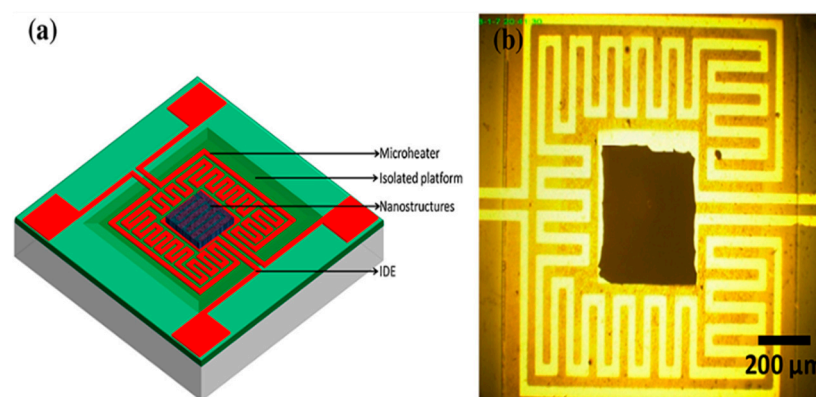 (a)
Microheater
Isolated platform
Nanostructures
IDE
(b)
200 µm